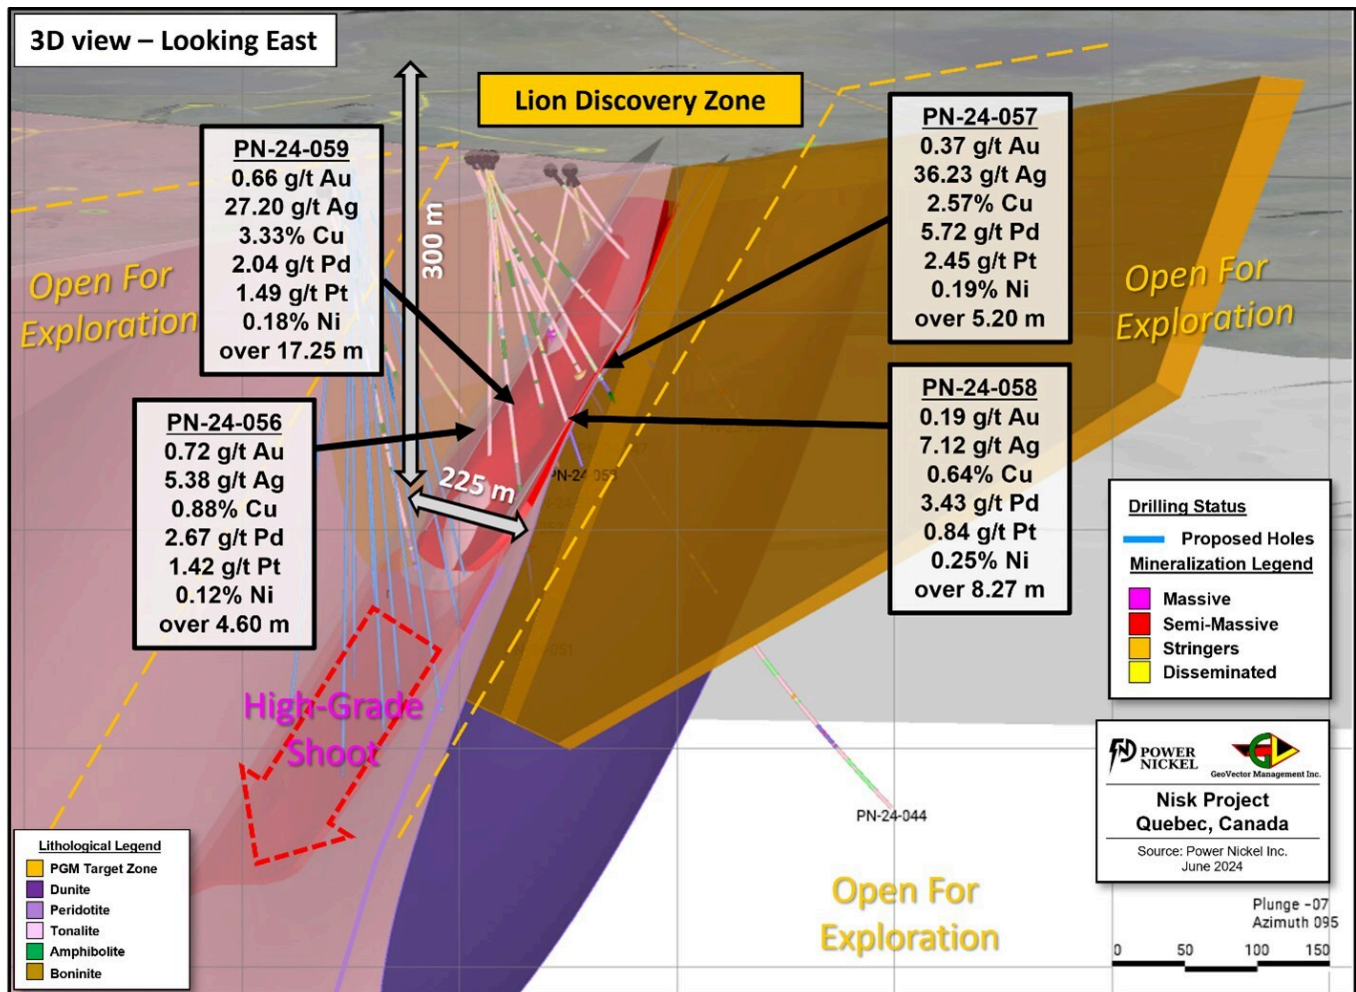 3D view – Looking East
Lion Discovery Zone
PN-24-059
0.66 g/t Au
27.20 g/t Ag
3.33% Cu
2.04 g/t Pd
1.49 g/t Pt
0.18% Ni
over 17.25 m
PN-24-057
0.37 g/t Au
36.23 g/t Ag
2.57% Cu
5.72 g/t Pd
2.45 g/t Pt
0.19% Ni
over 5.20 m
300 m
Open For
Exploration
Open For
Exploration
PN-24-056
0.72 g/t Au
5.38 g/t Ag
0.88% Cu
2.67 g/t Pd
1.42 g/t Pt
0.12% Ni
over 4.60 m
PN-24-058
0.19 g/t Au
7.12 g/t Ag
0.64% Cu
3.43 g/t Pd
0.84 g/t Pt
0.25% Ni
over 8.27 m
225 m
High-Grade
Shoot
PN-24-044
Open For
Exploration
Drilling Status
Proposed Holes
Mineralization Legend
Massive
Semi-Massive
Stringers
Disseminated
POWER
NICKEL
GeoVector Management Inc.
Nisk Project
Quebec, Canada
Source: Power Nickel Inc.
June 2024
Lithological Legend
PGM Target Zone
Dunite
Peridotite
Tonalite
Amphibolite
Boninite
Plunge -07
Azimuth 095
0 50 100 150